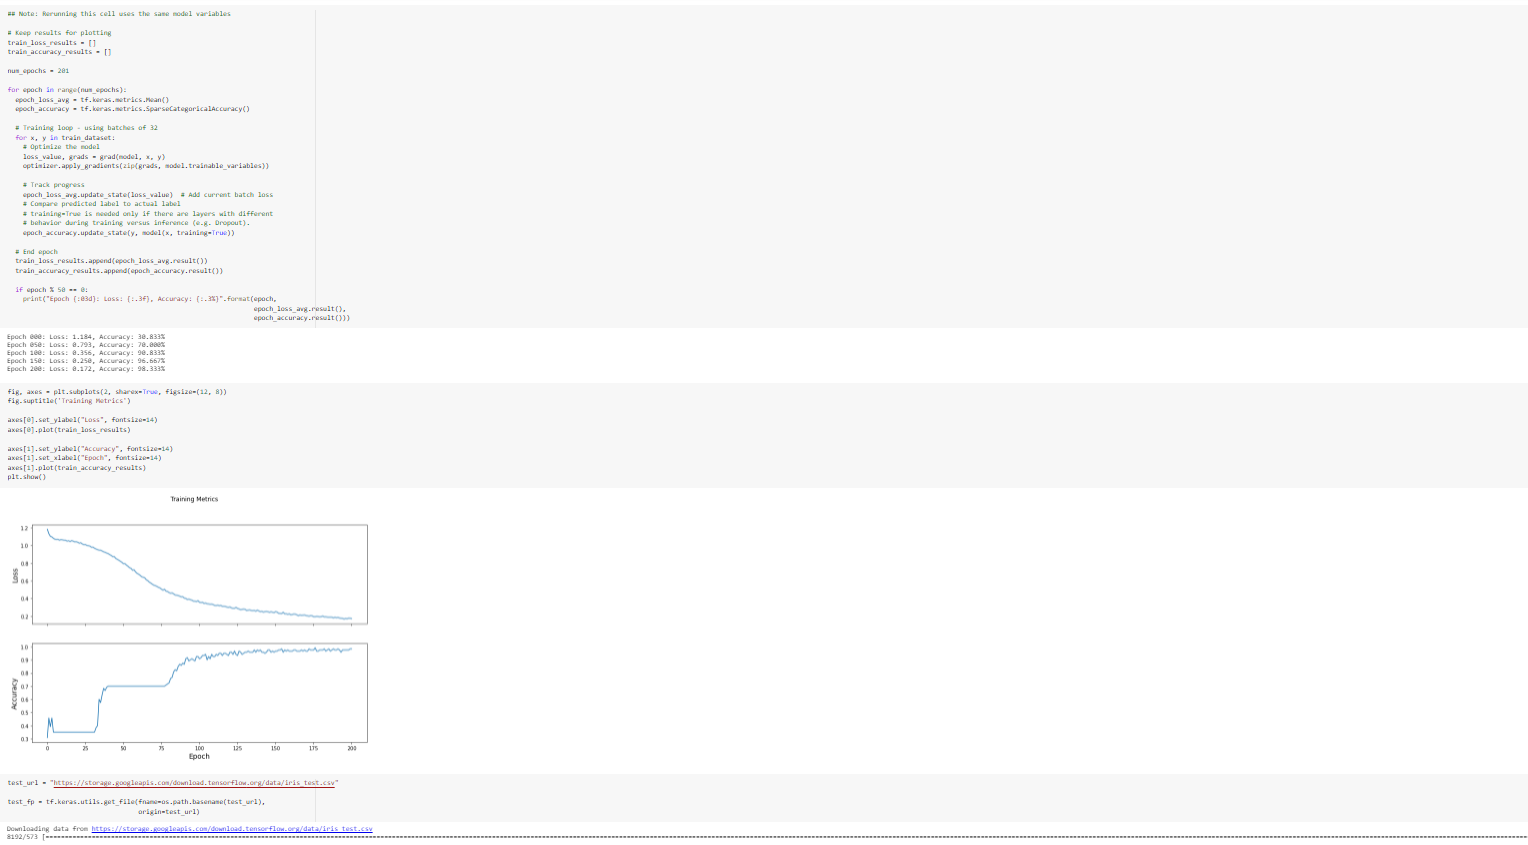 ## Note: Rerunning this cell uses the same model variables
# Keep results for plotting
train_loss_results = []
train_accuracy_results = []
num_epochs = 201
for epoch in range(num_epochs):
  epoch_loss_avg = tf.keras.metrics.Mean()
  epoch_accuracy = tf.keras.metrics.SparseCategoricalAccuracy()
  # Training loop - using batches of 32
  for x, y in train_dataset:
    # Optimize the model
    loss_value, grads = grad(model, x, y)
    optimizer.apply_gradients(zip(grads, model.trainable_variables))
    # Track progress
    epoch_loss_avg.update_state(loss_value)  # Add current batch loss
    # Compare predicted label to actual label
    # training=True is needed only if there are layers with different
    # behavior during training versus inference (e.g. Dropout).
    epoch_accuracy.update_state(y, model(x, training=True))
  # End epoch
  train_loss_results.append(epoch_loss_avg.result())
  train_accuracy_results.append(epoch_accuracy.result())
  if epoch % 50 == 0:
    print("Epoch {:03d}: Loss: {:.3f}, Accuracy: {:.3%}".format(epoch,
                                                                epoch_loss_avg.result(),
                                                                epoch_accuracy.result()))
Epoch 000: Loss: 1.184, Accuracy: 30.833%
Epoch 050: Loss: 0.793, Accuracy: 70.000%
Epoch 100: Loss: 0.356, Accuracy: 90.833%
Epoch 150: Loss: 0.250, Accuracy: 96.667%
Epoch 200: Loss: 0.172, Accuracy: 98.333%
fig, axes = plt.subplots(2, sharex=True, figsize=(12, 8))
fig.suptitle('Training Metrics')
axes[0].set_ylabel("Loss", fontsize=14)
axes[0].plot(train_loss_results)
axes[1].set_ylabel("Accuracy", fontsize=14)
axes[1].set_xlabel("Epoch", fontsize=14)
axes[1].plot(train_accuracy_results)
plt.show()
Training Metrics
Loss
1.2
1.0
0.8
0.6
0.4
0.2
Accuracy
1.0
0.9
0.8
0.7
0.6
0.5
0.4
0.3
0 25 50 75 100 125 150 175 200
Epoch
test_url = "https://storage.googleapis.com/download.tensorflow.org/data/iris_test.csv"
test_fp = tf.keras.utils.get_file(fname=os.path.basename(test_url),
                                  origin=test_url)
Downloading data from https://storage.googleapis.com/download.tensorflow.org/data/iris_test.csv
8192/573 [==============================